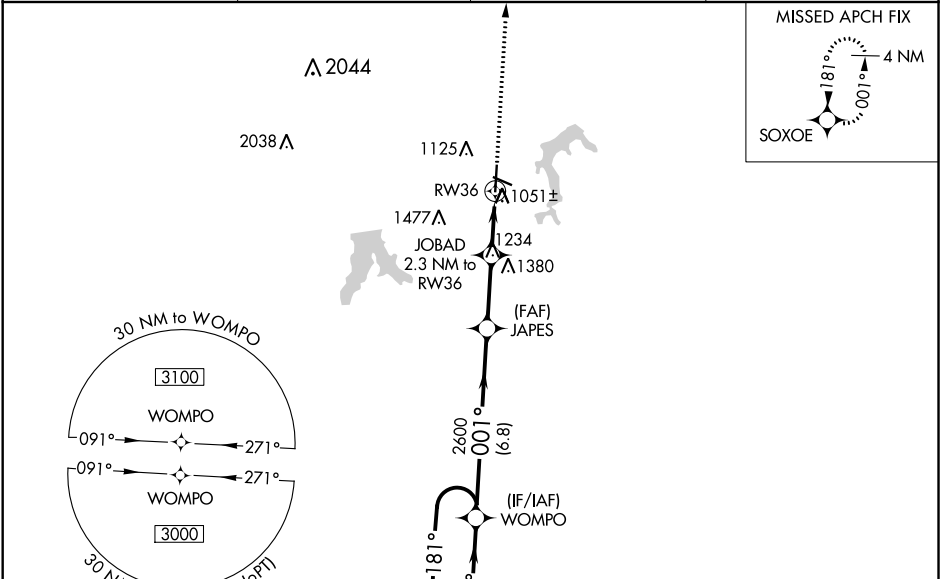 MISSED APCH FIX
4 NM
181°
001°
SOXOE
2044
2038
1125
RW36
1051±
1477
JOBAD
2.3 NM to
RW36
1234
1380
(FAF)
JAPES
30 NM to WOMPO
3100
WOMPO
091°
271°
091°
271°
WOMPO
3000
2600
001°
(6.8)
(IF/IAF)
WOMPO
181°